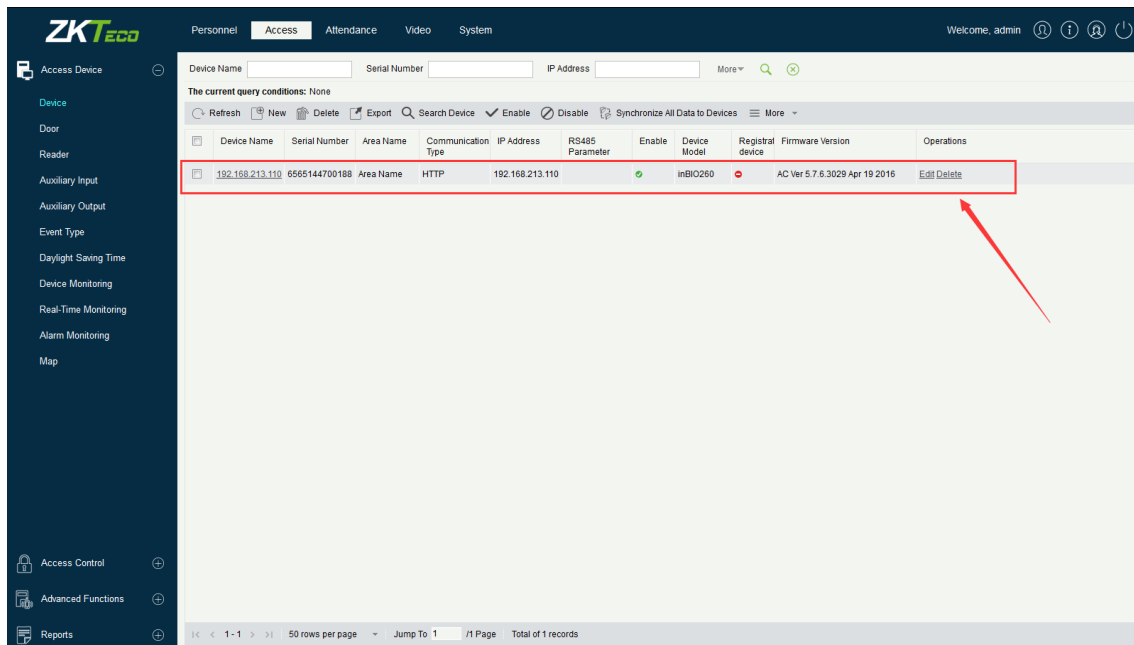 ZKTeco
Personnel Access Attendance Video System
Welcome, admin
Access Device
Device
Door
Reader
Auxiliary Input
Auxiliary Output
Event Type
Daylight Saving Time
Device Monitoring
Real-Time Monitoring
Alarm Monitoring
Map
Access Control
Advanced Functions
Reports
Device Name Serial Number IP Address More
The current query conditions: None
Refresh New Delete Export Search Device Enable Disable Synchronize All Data to Devices More
Device Name Serial Number Area Name Communication Type IP Address RS485 Parameter Enable Device Model Registrat device Firmware Version Operations
192.168.213.110 6565144700188 Area Name HTTP 192.168.213.110 inBIO260 AC Ver 5.7.6.3029 Apr 19 2016 Edit Delete
1-1 50 rows per page Jump To 1 /1 Page Total of 1 records